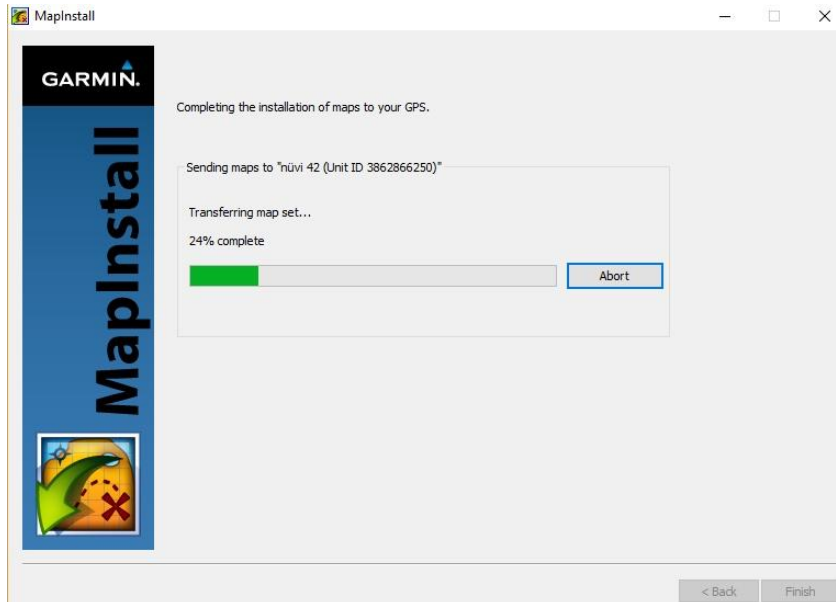 MapInstall
GARMIN.
MapInstall
Completing the installation of maps to your GPS.
Sending maps to "nüvi 42 (Unit ID 3862866250)"
Transferring map set...
24% complete
Abort
< Back
Finish